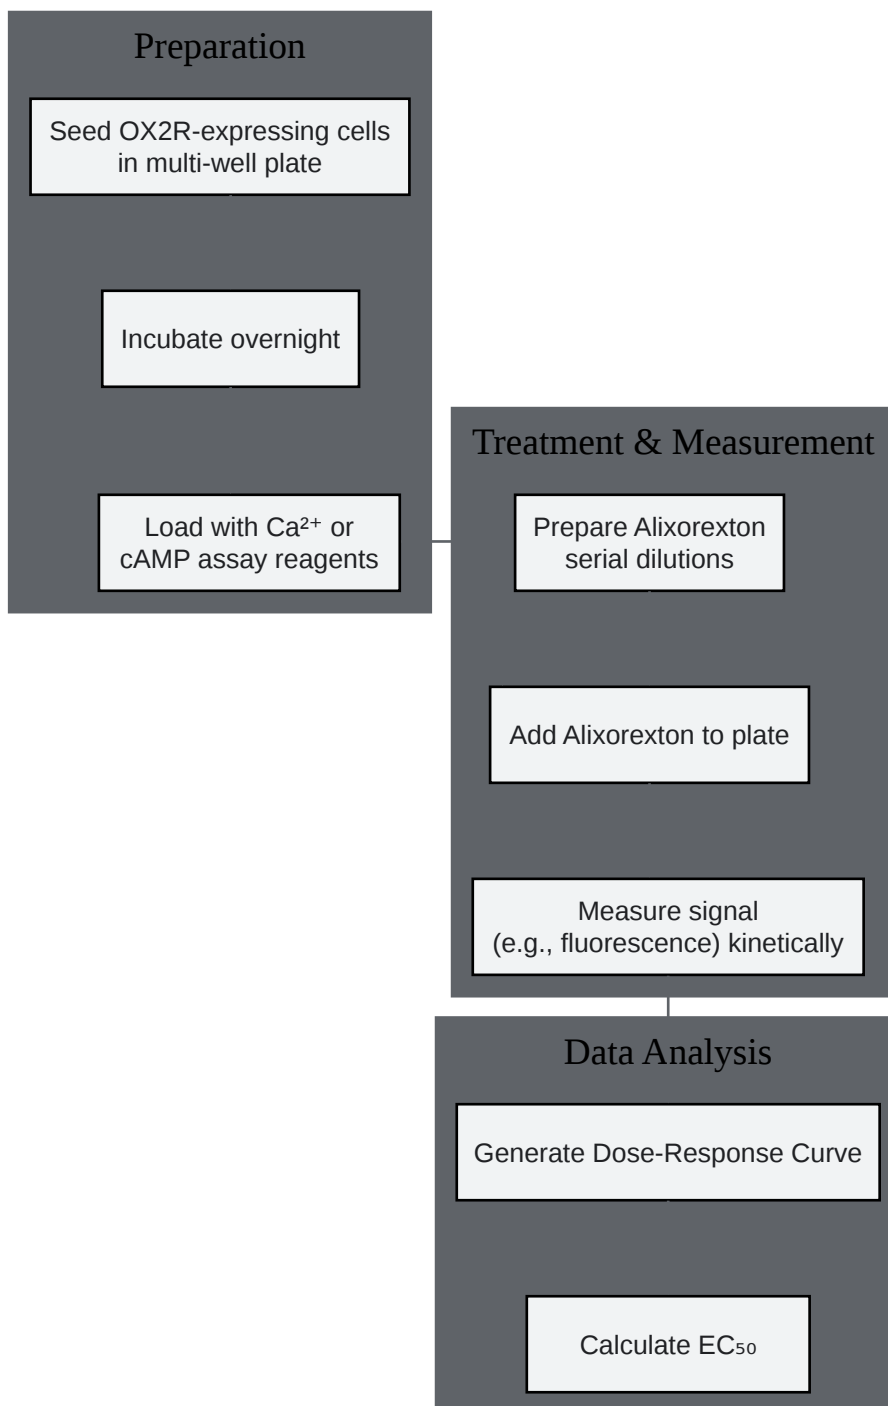 Preparation
Seed OX2R-expressing cells
in multi-well plate
Incubate overnight
Load with Ca²⁺ or
cAMP assay reagents
Treatment & Measurement
Prepare Alixorexton
serial dilutions
Add Alixorexton to plate
Measure signal
(e.g., fluorescence) kinetically
Data Analysis
Generate Dose-Response Curve
Calculate EC₅₀